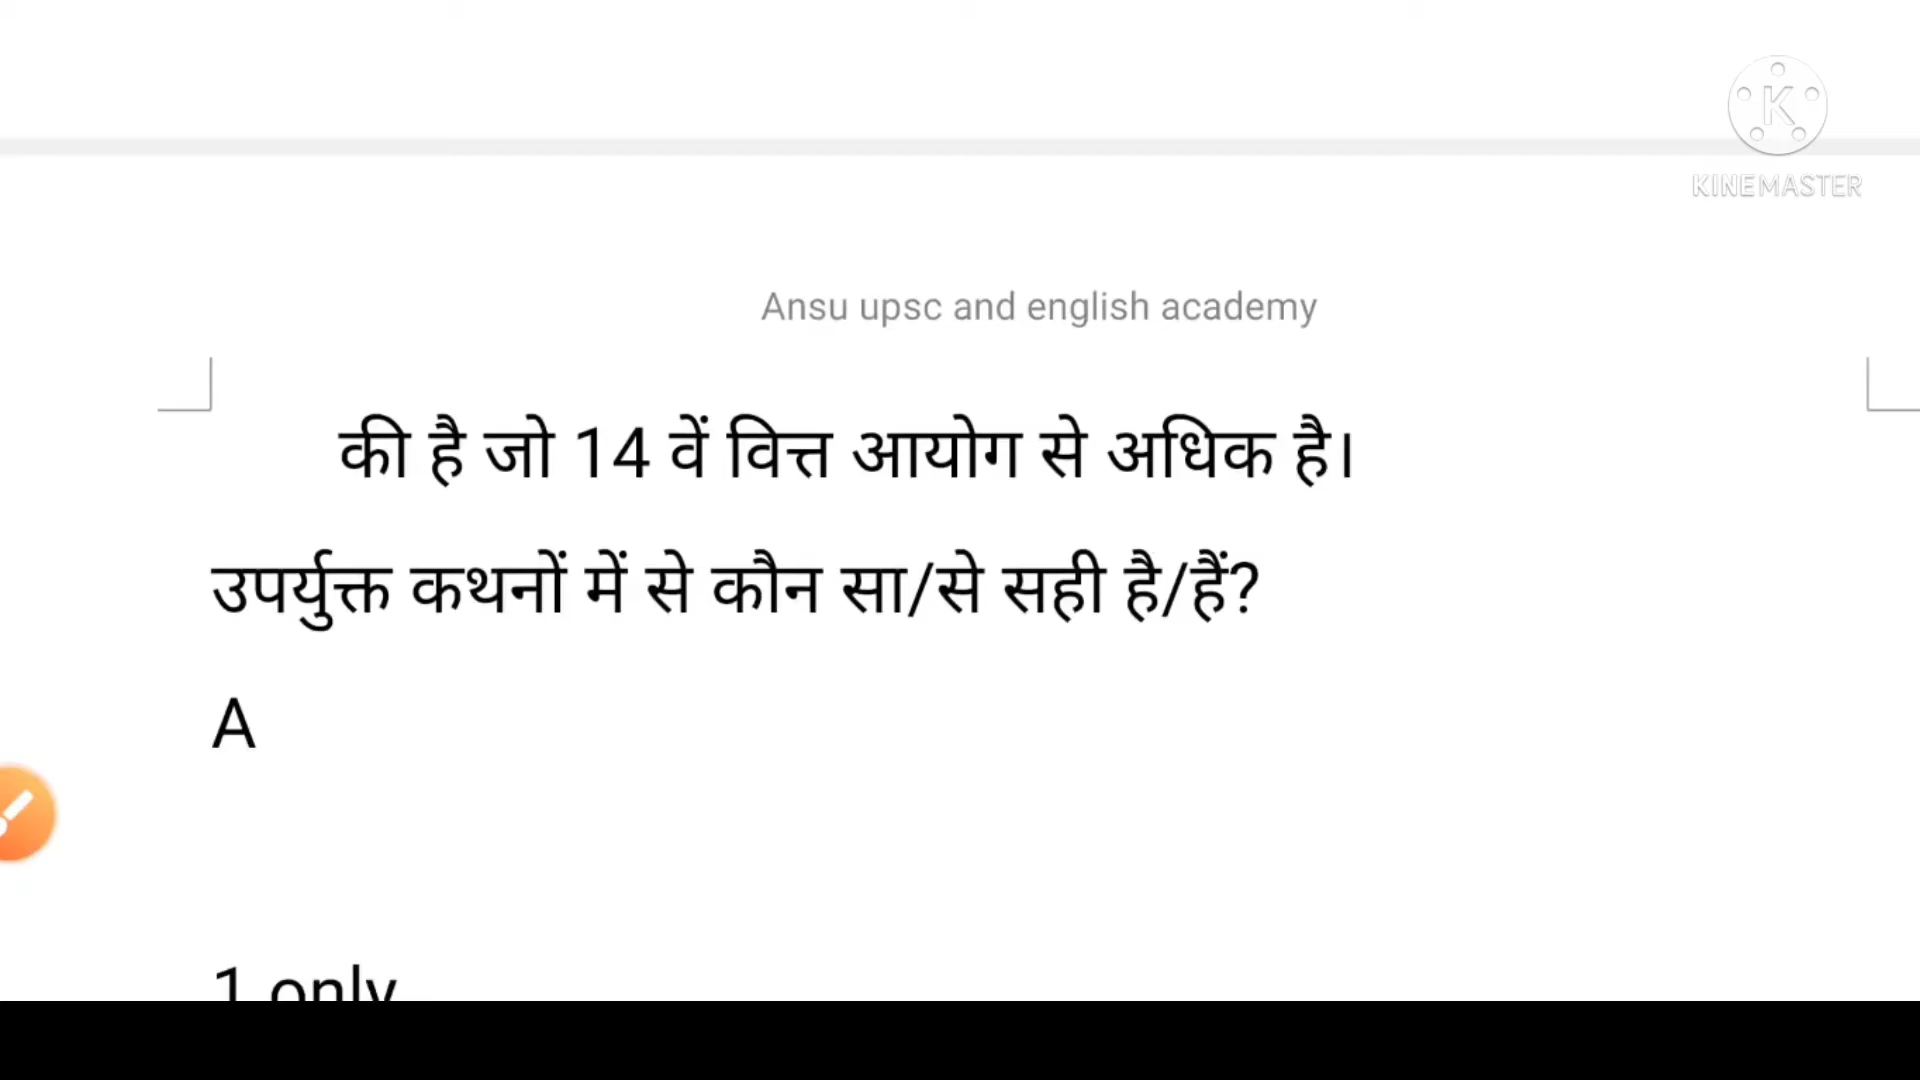 K
KINEMASTER
Ansu upsc and english academy
की है जो 14 वें वित्त आयोग से अधिक है।
उपर्युक्त कथनों में से कौन सा/से सही है/हैं?
A
1 only